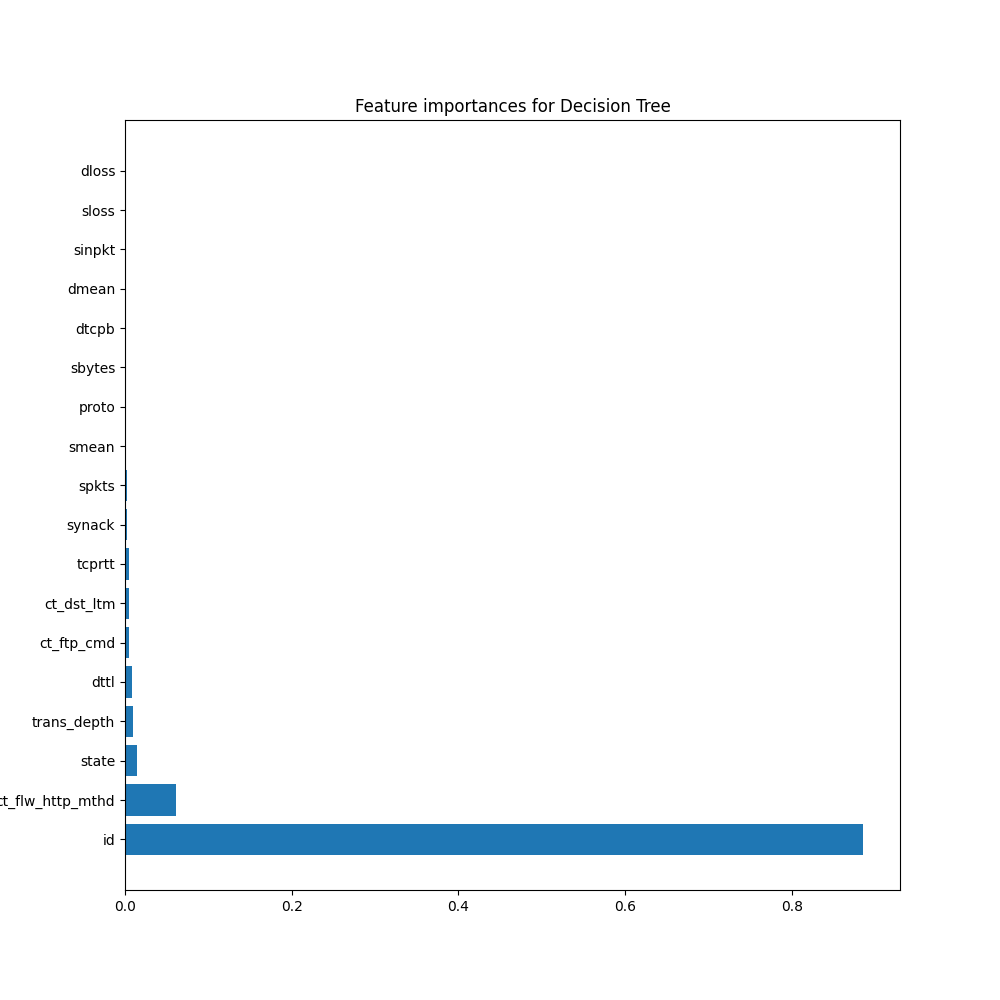 Feature importances for Decision Tree
dloss
sloss
sinpkt
dmean
dtcpb
sbytes
proto
smean
spkts
synack
tcprtt
ct_dst_ltm
ct_ftp_cmd
dttl
trans_depth
state
ct_flw_http_mthd
id
0.0 0.2 0.4 0.6 0.8